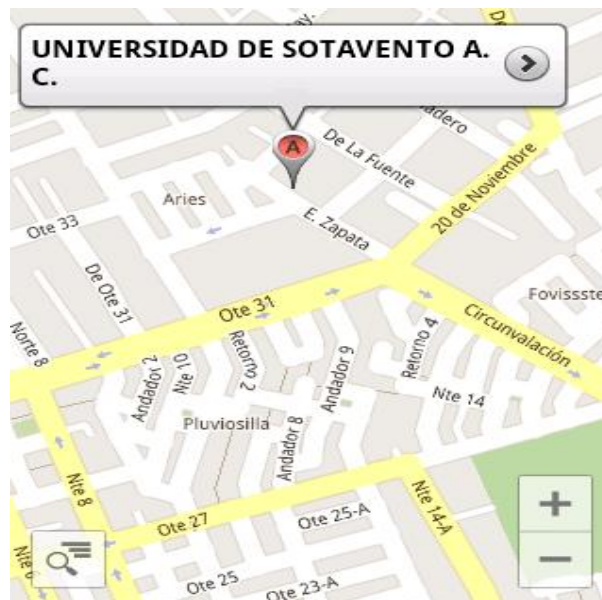 UNIVERSIDAD DE SOTAVENTO A.
C.
A
De La Fuente
20 de Noviembre
Aries
E. Zapata
Ote 33
De Ote 31
Fovissste
Ote 31
Circunvalación
Norte 8
Andador 2
Nte 10
Retorno 2
Andador 9
Retorno 4
Nte 14
Pluviosilla
Andador 8
Nte 8
Nte 14-A
Ote 27
Ote 25-A
Ote 25
Ote 23-A